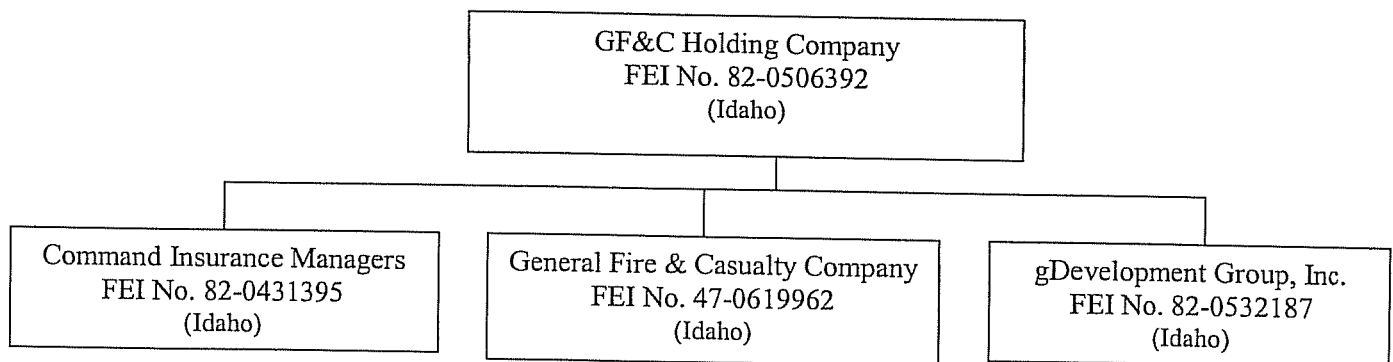 GF&C Holding Company
FEI No. 82-0506392
(Idaho)
Command Insurance Managers
FEI No. 82-0431395
(Idaho)
General Fire & Casualty Company
FEI No. 47-0619962
(Idaho)
gDevelopment Group, Inc.
FEI No. 82-0532187
(Idaho)